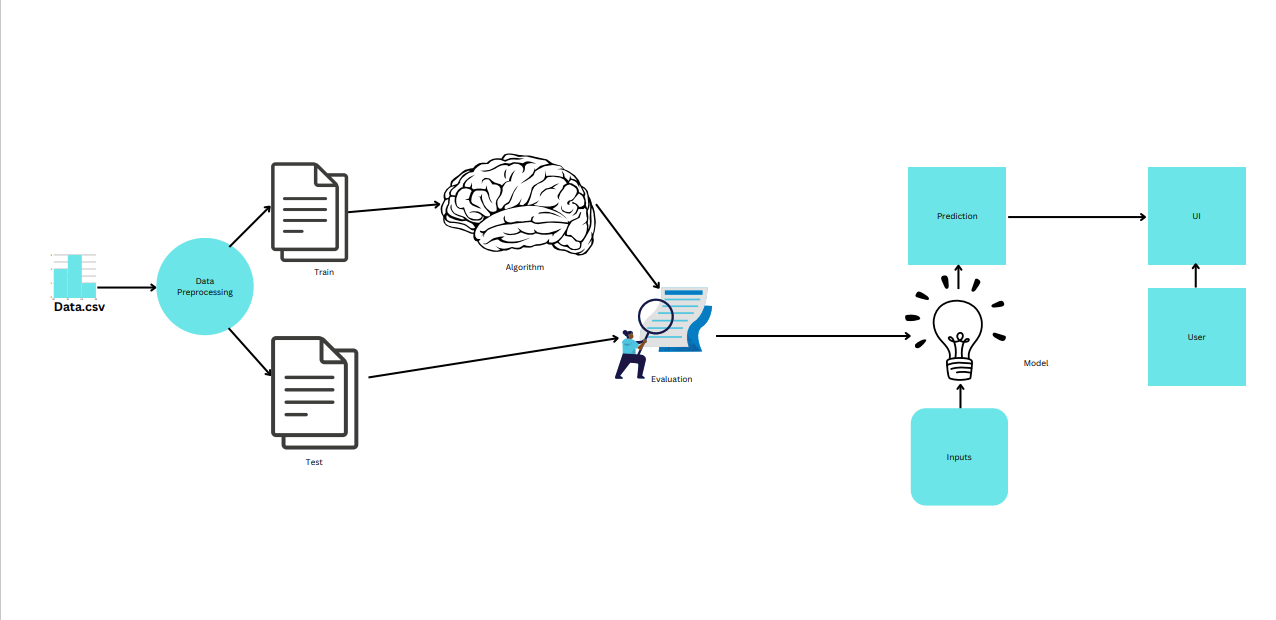 Data.csv
Data
Preprocessing
Train
Test
Algorithm
Evaluation
Prediction
Model
Inputs
UI
User